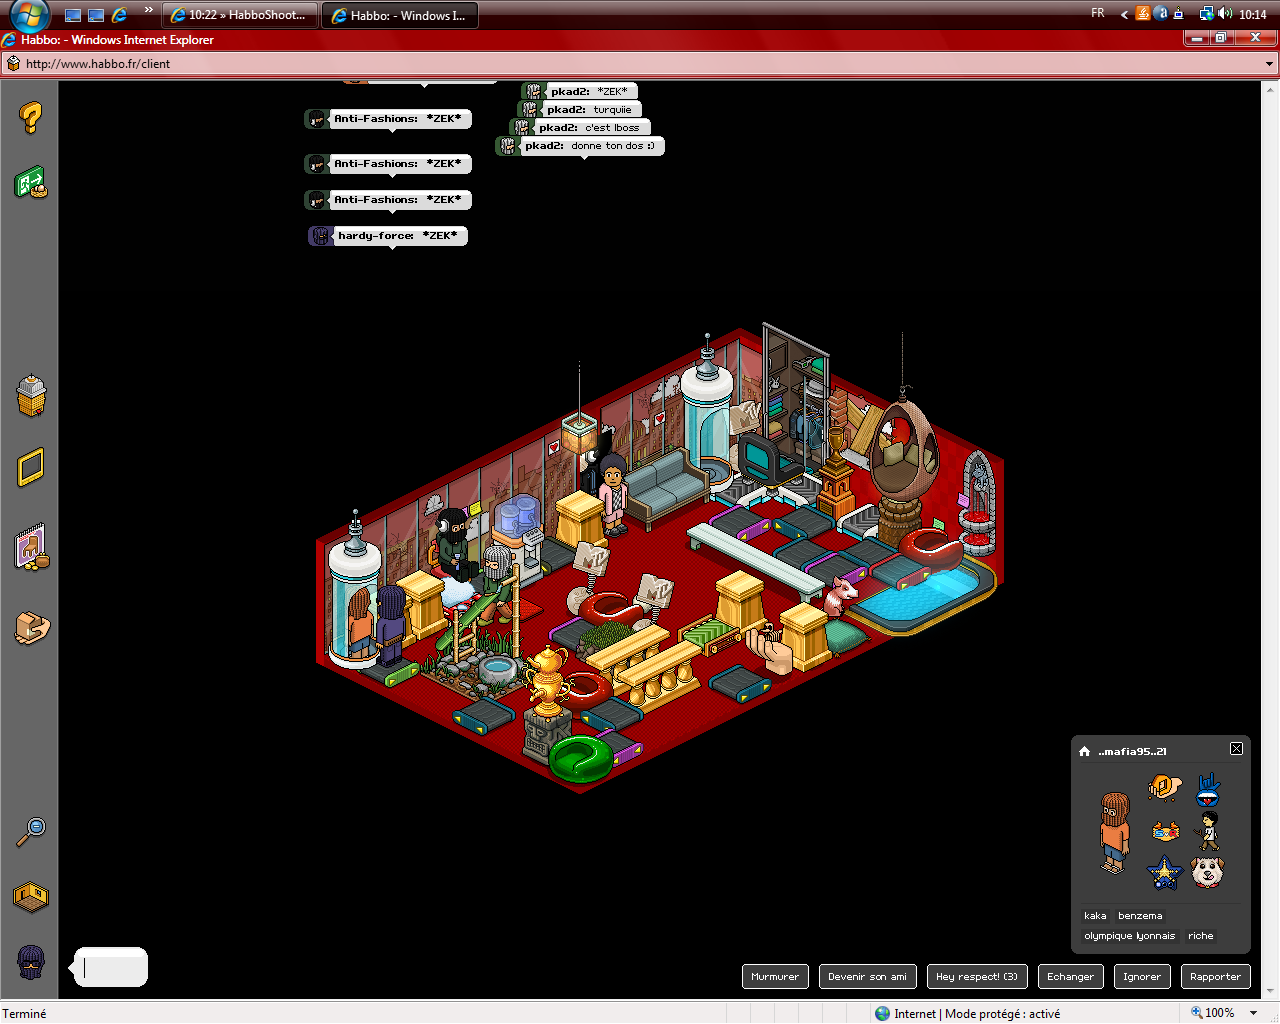 10:22 » HabboShoot...
Habbo: - Windows I...
FR
10:14
Habbo: - Windows Internet Explorer
http://www.habbo.fr/client
pkad2: *ZEK*
pkad2: turquiie
Anti-Fashions: *ZEK*
pkad2: c'est lboss
pkad2: donne ton dos :)
Anti-Fashions: *ZEK*
Anti-Fashions: *ZEK*
hardy-force: *ZEK*
MTV
MTV
MTV
..mafia95..21
kaka
benzema
olympique lyonnais
riche
Murmurer
Devenir son ami
Hey respect! (3)
Echanger
Ignorer
Rapporter
Terminé
Internet | Mode protégé : activé
100%